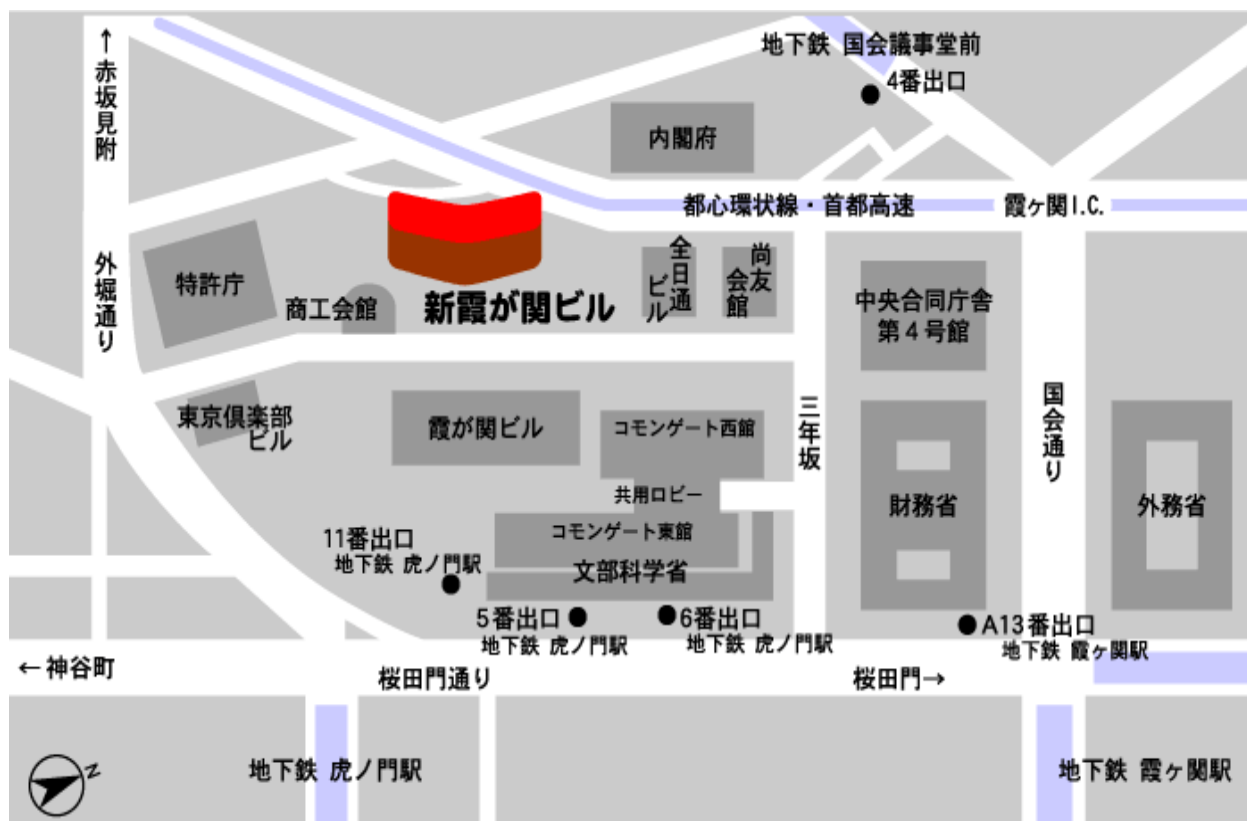 ↑赤坂見附
地下鉄 国会議事堂前
4番出口
内閣府
都心環状線・首都高速
霞ヶ関I.C.
外堀通り
特許庁
商工会館
新霞が関ビル
全日通
ビル
尚友
会館
中央合同庁舎
第4号館
東京倶楽部
ビル
霞が関ビル
コモンゲート西館
三年坂
国会通り
共用ロビー
財務省
外務省
コモンゲート東館
文部科学省
11番出口
地下鉄 虎ノ門駅
5番出口
地下鉄 虎ノ門駅
6番出口
地下鉄 虎ノ門駅
A13番出口
地下鉄 霞ヶ関駅
←神谷町
桜田門通り
桜田門→
地下鉄 虎ノ門駅
地下鉄 霞ヶ関駅
N